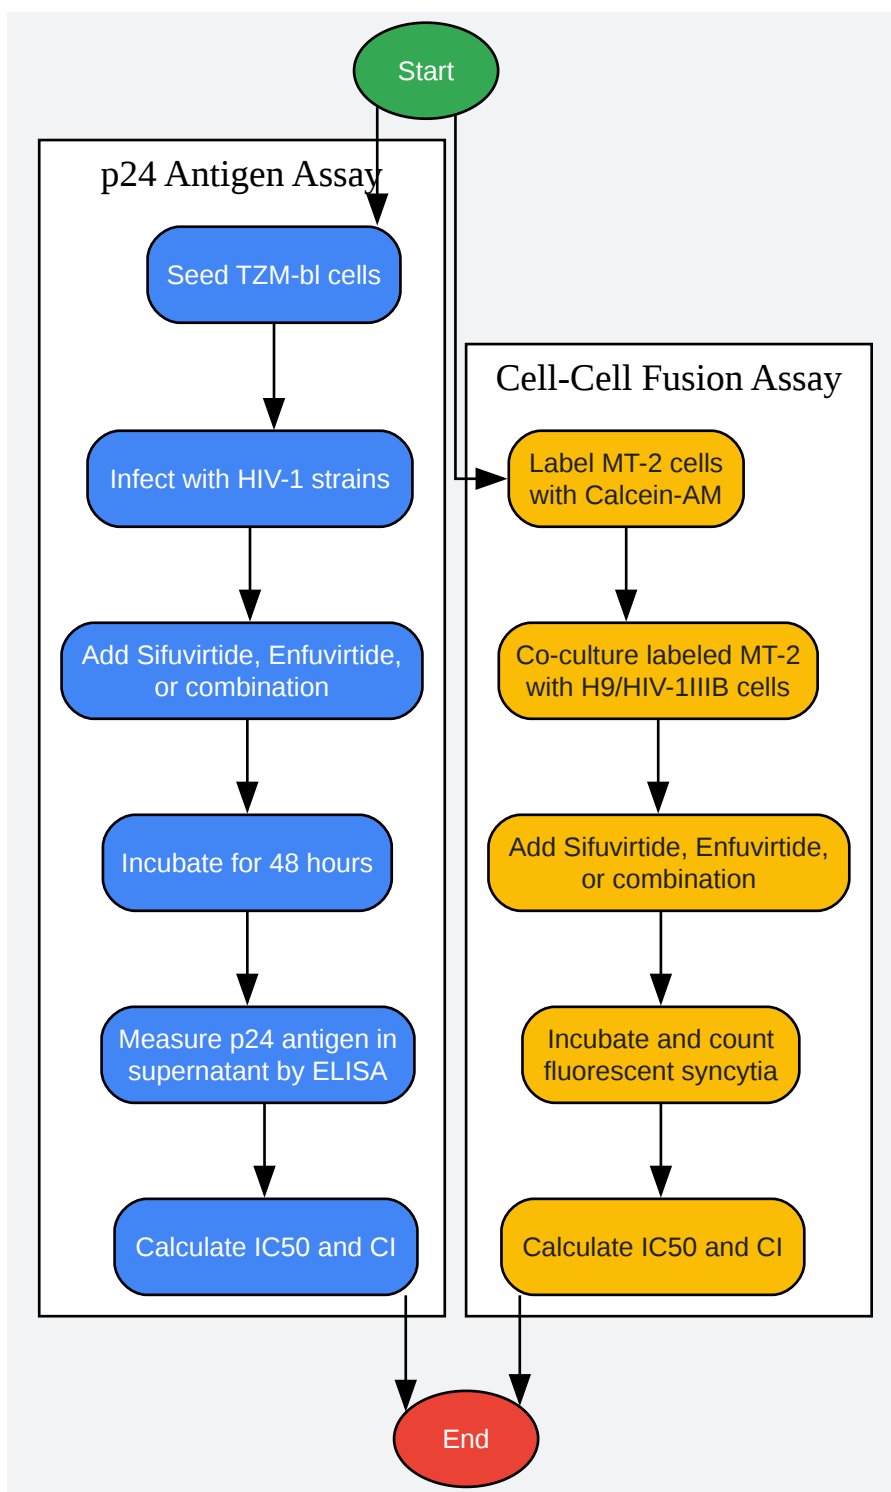 Start
p24 Antigen Assay
Seed TZM-bl cells
Infect with HIV-1 strains
Add Sifuvirtide, Enfuvirtide,
or combination
Incubate for 48 hours
Measure p24 antigen in
supernatant by ELISA
Calculate IC50 and CI
Cell-Cell Fusion Assay
Label MT-2 cells
with Calcein-AM
Co-culture labeled MT-2
with H9/HIV-1IIIB cells
Add Sifuvirtide, Enfuvirtide,
or combination
Incubate and count
fluorescent syncytia
Calculate IC50 and CI
End